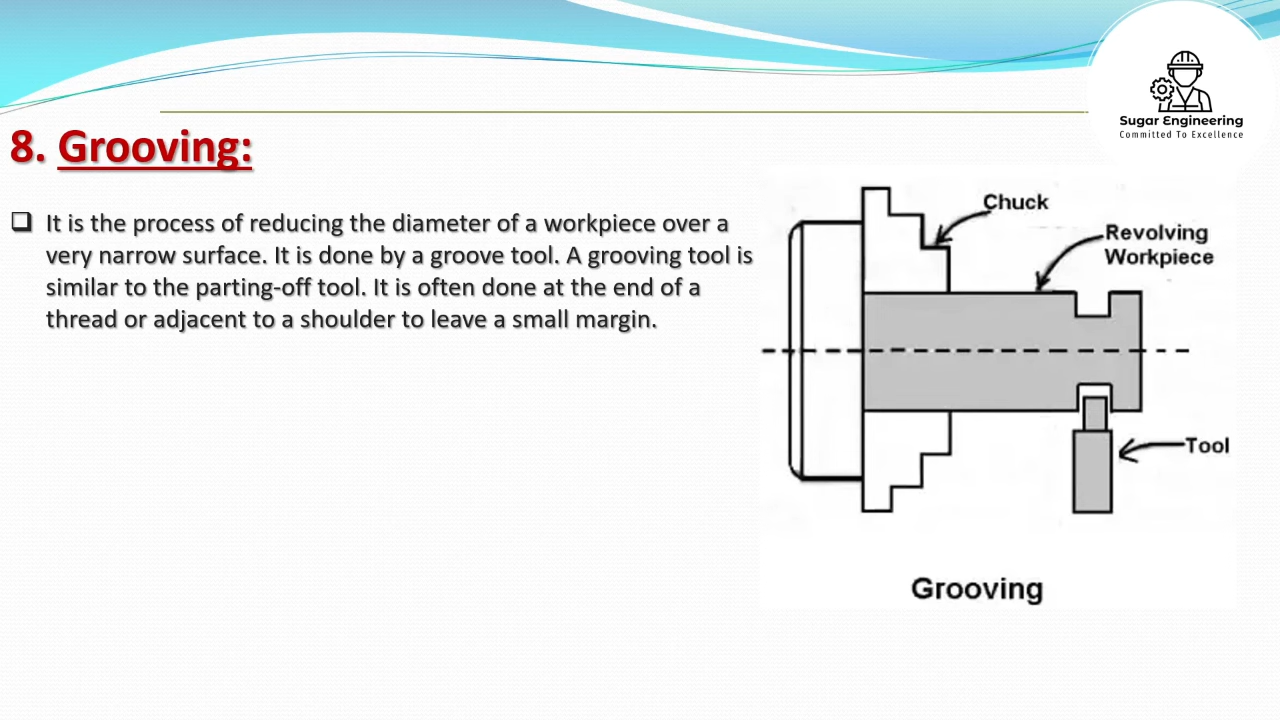 Sugar Engineering
Committed To Excellence
8. Grooving:
It is the process of reducing the diameter of a workpiece over a
very narrow surface. It is done by a groove tool. A grooving tool is
similar to the parting-off tool. It is often done at the end of a
thread or adjacent to a shoulder to leave a small margin.
Chuck
Revolving
Workpiece
Tool
Grooving